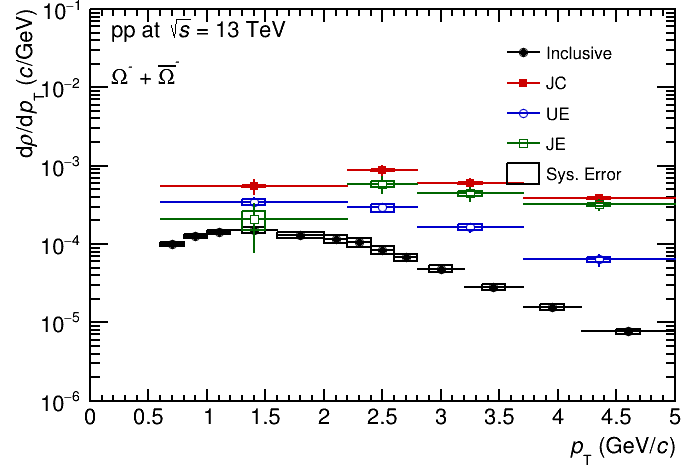 pp at √s = 13 TeV
Ω⁻ + Ω̅⁻
Inclusive
JC
UE
JE
Sys. Error
dρ/dp_T (c/GeV)
10⁻¹
10⁻²
10⁻³
10⁻⁴
10⁻⁵
10⁻⁶
0 0.5 1 1.5 2 2.5 3 3.5 4 4.5 5
p_T (GeV/c)